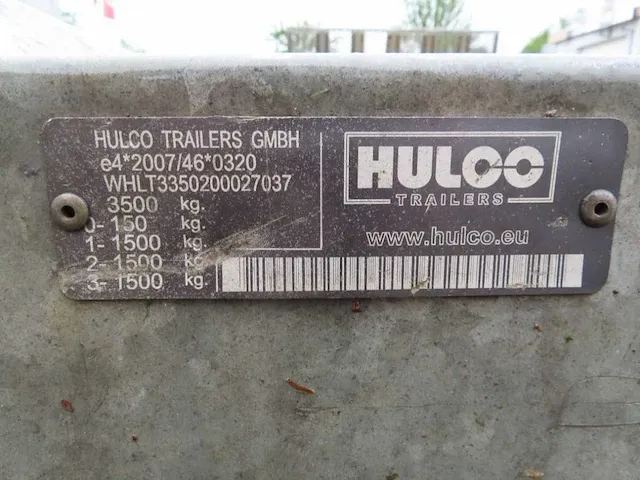 HULCO TRAILERS GMBH
e4*2007/46*0320
WHLT3350200027037
3500 kg.
0- 150 kg.
1- 1500 kg.
2- 1500 kg.
3- 1500 kg.
HULCO
TRAILERS
www.hulco.eu